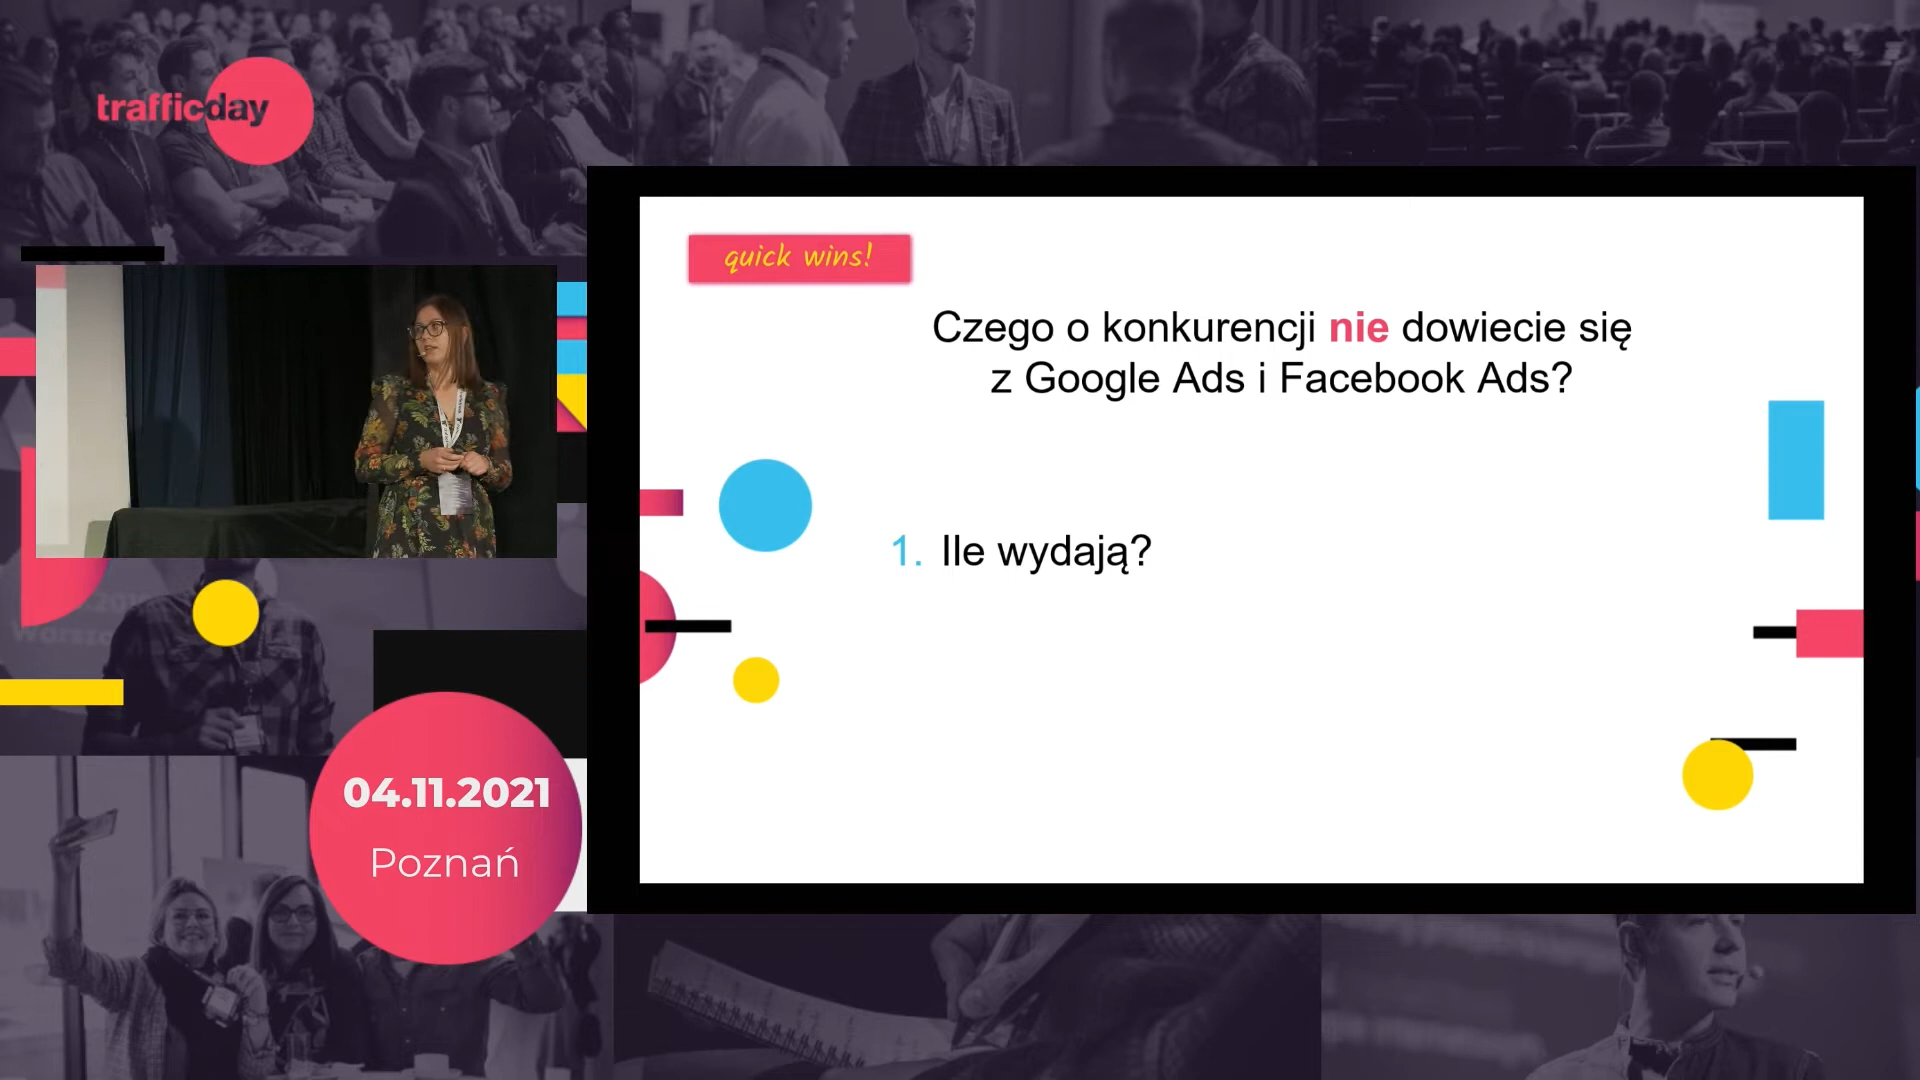 trafficday
quick wins!
Czego o konkurencji nie dowiecie się
z Google Ads i Facebook Ads?
1. Ile wydają?
04.11.2021
Poznań